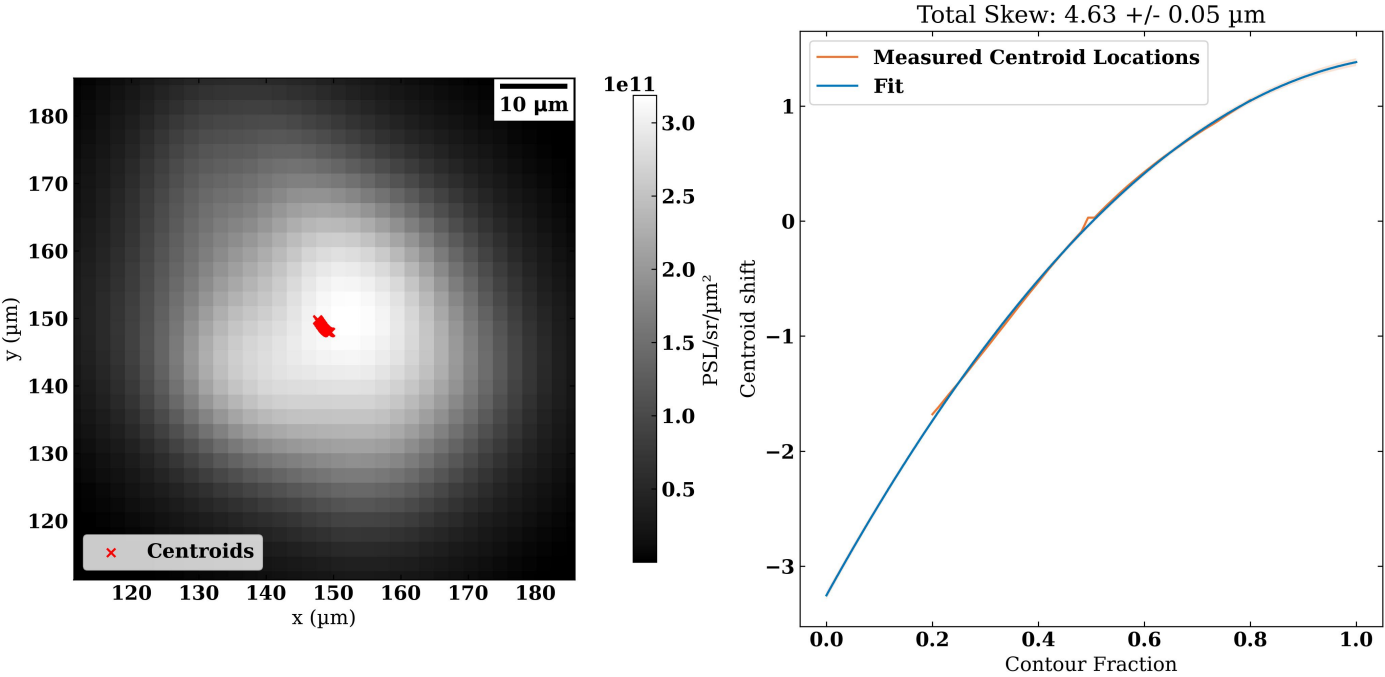 Total Skew: 4.63 +/- 0.05 µm
1e11
10 µm
Measured Centroid Locations
Fit
180
170
160
150
140
130
120
y (µm)
Centroids
120
130
140
150
160
170
180
x (µm)
3.0
2.5
2.0
1.5
1.0
0.5
PSL/sr/µm²
1
0
−1
−2
−3
Centroid shift
0.0
0.2
0.4
0.6
0.8
1.0
Contour Fraction